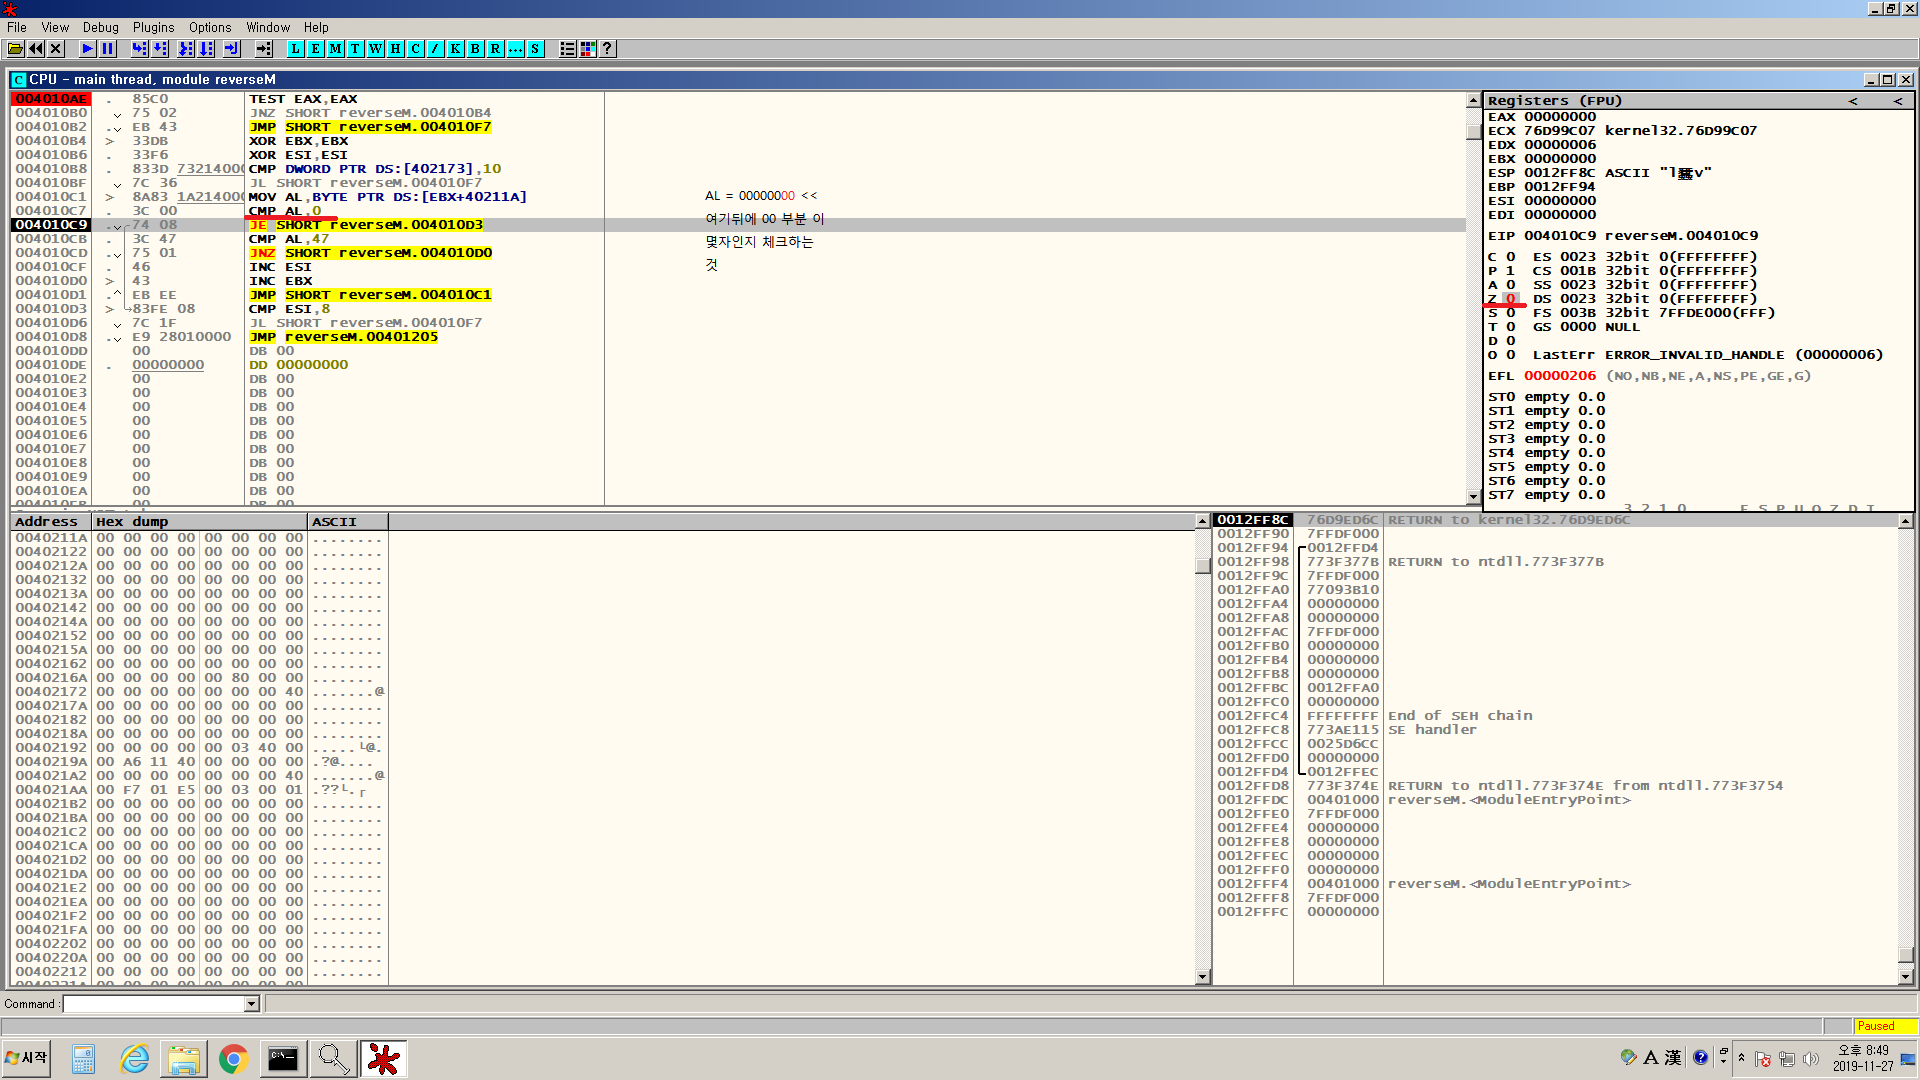 File View Debug Plugins Options Window Help
L E M T W H C / K B R ... S ?
C CPU - main thread, module reverseM
004010AE . 85C0 TEST EAX,EAX
004010B0 75 02 JNZ SHORT reverseM.004010B4
004010B2 . EB 43 JMP SHORT reverseM.004010F7
004010B4 > 33DB XOR EBX,EBX
004010B6 . 33F6 XOR ESI,ESI
004010B8 . 833D 73214000 CMP DWORD PTR DS:[402173],10
004010BF 7C 36 JL SHORT reverseM.004010F7
004010C1 > 8A83 1A214000 MOV AL,BYTE PTR DS:[EBX+40211A]
004010C7 . 3C 00 CMP AL,0
004010C9 . 74 08 JE SHORT reverseM.004010D3
004010CB . 3C 47 CMP AL,47
004010CD . 75 01 JNZ SHORT reverseM.004010D0
004010CF . 46 INC ESI
004010D0 > 43 INC EBX
004010D1 . EB EE JMP SHORT reverseM.004010C1
004010D3 > 83FE 08 CMP ESI,8
004010D6 7C 1F JL SHORT reverseM.004010F7
004010D8 . E9 28010000 JMP reverseM.00401205
004010DD 00 DB 00
004010DE . 00000000 DD 00000000
004010E2 00 DB 00
004010E3 00 DB 00
004010E4 00 DB 00
004010E5 00 DB 00
004010E6 00 DB 00
004010E7 00 DB 00
004010E8 00 DB 00
004010E9 00 DB 00
004010EA 00 DB 00
AL = 00000000 <<
여기뒤에 00 부분 이
몇자인지 체크하는
것
Registers (FPU) < <
EAX 00000000
ECX 76D99C07 kernel32.76D99C07
EDX 00000006
EBX 00000000
ESP 0012FF8C ASCII
EBP 0012FF94
ESI 00000000
EDI 00000000
EIP 004010C9 reverseM.004010C9
C 0 ES 0023 32bit 0(FFFFFFFF)
P 1 CS 001B 32bit 0(FFFFFFFF)
A 0 SS 0023 32bit 0(FFFFFFFF)
Z 0 DS 0023 32bit 0(FFFFFFFF)
S 0 FS 003B 32bit 7FFDE000(FFF)
T 0 GS 0000 NULL
D 0
O 0 LastErr ERROR_INVALID_HANDLE (00000006)
EFL 00000206 (NO,NB,NE,A,NS,PE,GE,G)
ST0 empty 0.0
ST1 empty 0.0
ST2 empty 0.0
ST3 empty 0.0
ST4 empty 0.0
ST5 empty 0.0
ST6 empty 0.0
ST7 empty 0.0
3 2 1 0 E S P U O Z D I
Address Hex dump ASCII
0040211A 00 00 00 00 00 00 00 00 ........
00402122 00 00 00 00 00 00 00 00 ........
0040212A 00 00 00 00 00 00 00 00 ........
00402132 00 00 00 00 00 00 00 00 ........
0040213A 00 00 00 00 00 00 00 00 ........
00402142 00 00 00 00 00 00 00 00 ........
0040214A 00 00 00 00 00 00 00 00 ........
00402152 00 00 00 00 00 00 00 00 ........
0040215A 00 00 00 00 00 00 00 00 ........
00402162 00 00 00 00 00 00 00 00 ........
0040216A 00 00 00 00 00 80 00 00 .......
00402172 00 00 00 00 00 00 00 40 .......@
0040217A 00 00 00 00 00 00 00 00 ........
00402182 00 00 00 00 00 00 00 00 ........
0040218A 00 00 00 00 00 00 00 00 ........
00402192 00 00 00 00 00 03 40 00 .....└@.
0040219A 00 A6 11 40 00 00 00 00 .?@....
004021A2 00 00 00 00 00 00 00 40 .......@
004021AA 00 F7 01 E5 00 03 00 01 .??└.┌
004021B2 00 00 00 00 00 00 00 00 ........
004021BA 00 00 00 00 00 00 00 00 ........
004021C2 00 00 00 00 00 00 00 00 ........
004021CA 00 00 00 00 00 00 00 00 ........
004021D2 00 00 00 00 00 00 00 00 ........
004021DA 00 00 00 00 00 00 00 00 ........
004021E2 00 00 00 00 00 00 00 00 ........
004021EA 00 00 00 00 00 00 00 00 ........
004021F2 00 00 00 00 00 00 00 00 ........
004021FA 00 00 00 00 00 00 00 00 ........
00402202 00 00 00 00 00 00 00 00 ........
0040220A 00 00 00 00 00 00 00 00 ........
00402212 00 00 00 00 00 00 00 00 ........
0012FF8C 76D9ED6C RETURN to kernel32.76D9ED6C
0012FF90 7FFDF000
0012FF94 0012FFD4
0012FF98 773F377B RETURN to ntdll.773F377B
0012FF9C 7FFDF000
0012FFA0 77093B10
0012FFA4 00000000
0012FFA8 00000000
0012FFAC 7FFDF000
0012FFB0 00000000
0012FFB4 00000000
0012FFB8 00000000
0012FFBC 0012FFA0
0012FFC0 00000000
0012FFC4 FFFFFFFF End of SEH chain
0012FFC8 773AE115 SE handler
0012FFCC 0025D6CC
0012FFD0 00000000
0012FFD4 0012FFEC
0012FFD8 773F374E RETURN to ntdll.773F374E from ntdll.773F3754
0012FFDC 00401000 reverseM.<ModuleEntryPoint>
0012FFE0 7FFDF000
0012FFE4 00000000
0012FFE8 00000000
0012FFEC 00000000
0012FFF0 00000000
0012FFF4 00401000 reverseM.<ModuleEntryPoint>
0012FFF8 7FFDF000
0012FFFC 00000000
Command :
Paused
시작
A 漢
오후 8:49
2019-11-27